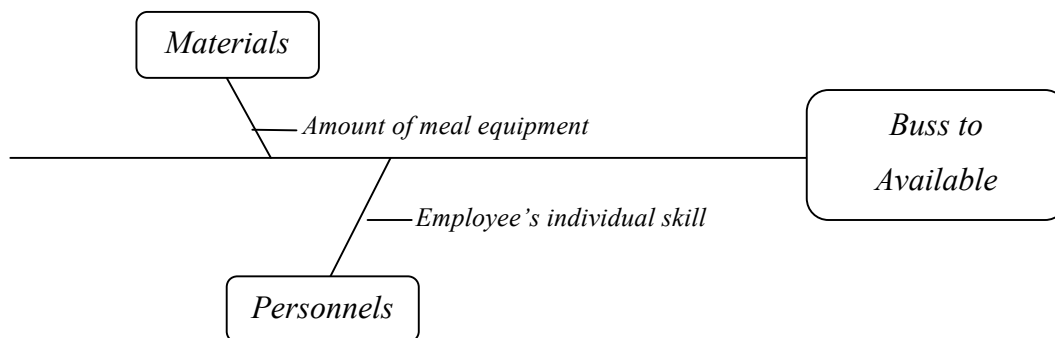 Materials
Amount of meal equipment
Buss to
Available
Employee’s individual skill
Personnels